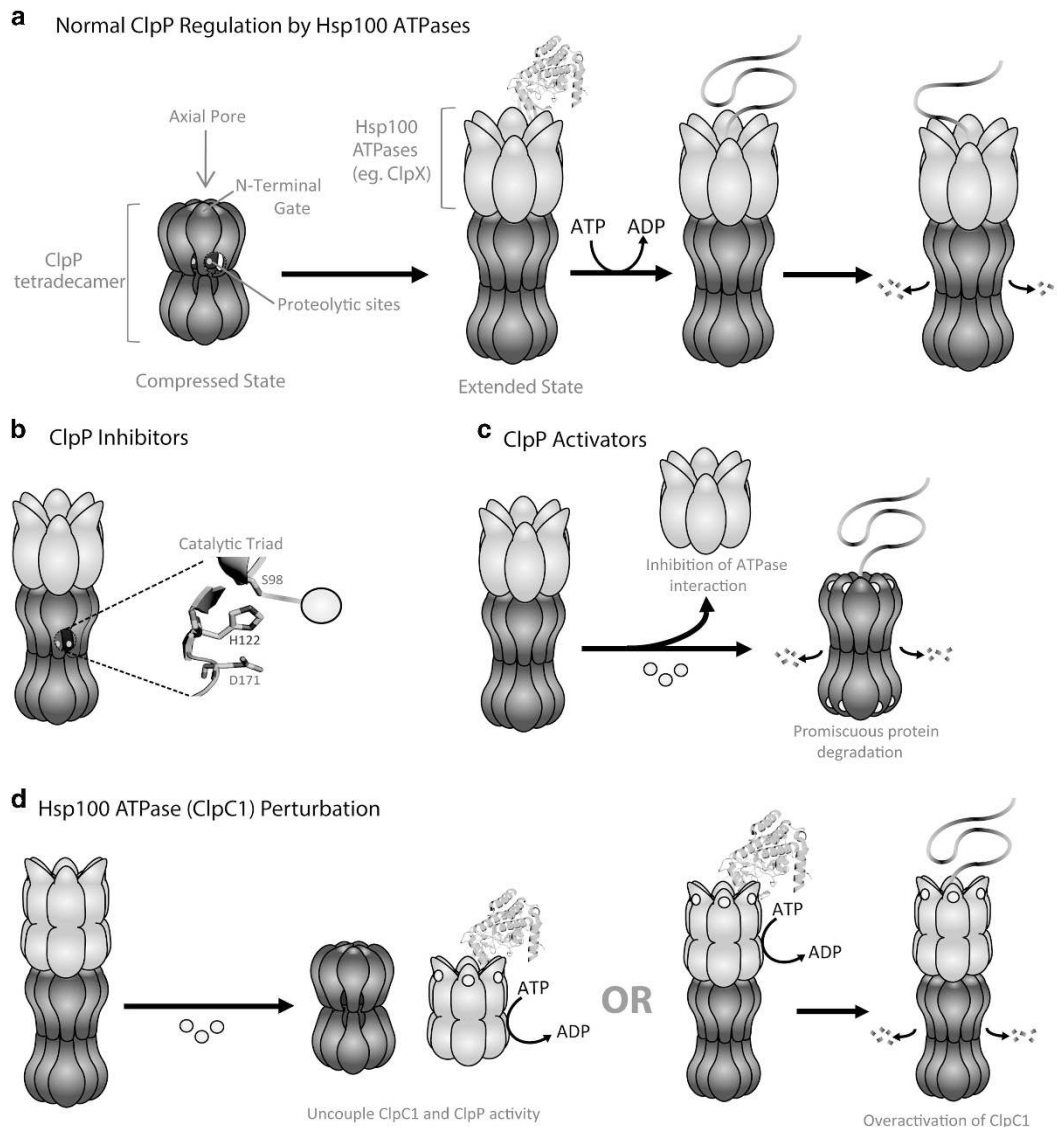 a Normal ClpP Regulation by Hsp100 ATPases
Axial Pore
N-Terminal
Gate
ClpP
tetradecamer
Proteolytic sites
Compressed State
Hsp100
ATPases
(eg. ClpX)
Extended State
ATP ADP
b ClpP Inhibitors
Catalytic Triad
S98
H122
D171
c ClpP Activators
Inhibition of ATPase
interaction
Promiscuous protein
degradation
d Hsp100 ATPase (ClpC1) Perturbation
ATP
ADP
Uncouple ClpC1 and ClpP activity
OR
ATP
ADP
Overactivation of ClpC1